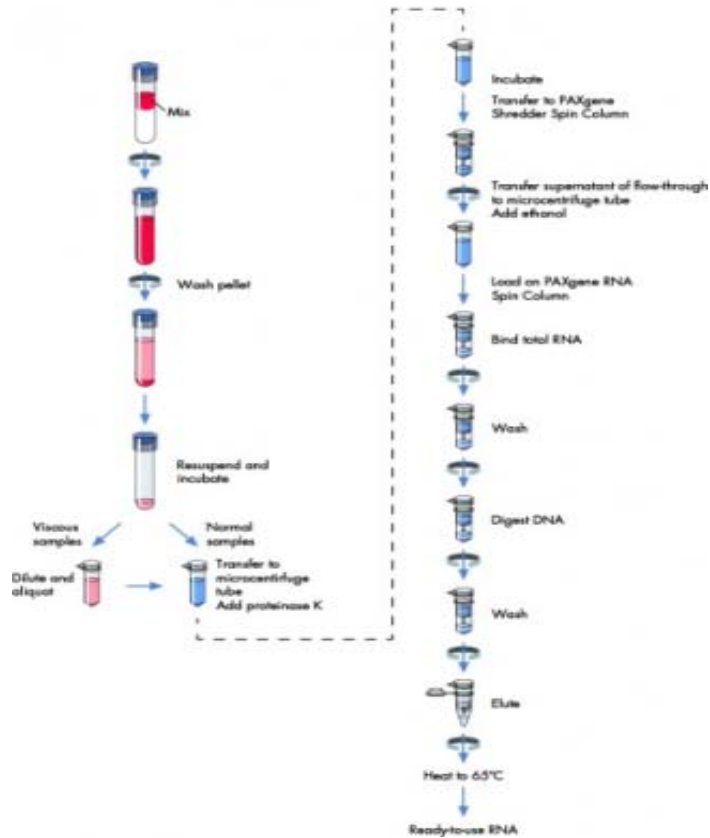 Mix
Wash pellet
Resuspend and
incubate
Viscous
samples
Normal
samples
Dilute and
aliquot
Transfer to
microcentrifuge
tube
Add proteinase K
Incubate
Transfer to PAXgene
Shredder Spin Column
Transfer supernatant of flow-through
to microcentrifuge tube
Add ethanol
Load on PAXgene RNA
Spin Column
Bind total RNA
Wash
Digest DNA
Wash
Elute
Heat to 65°C
Ready-to-use RNA